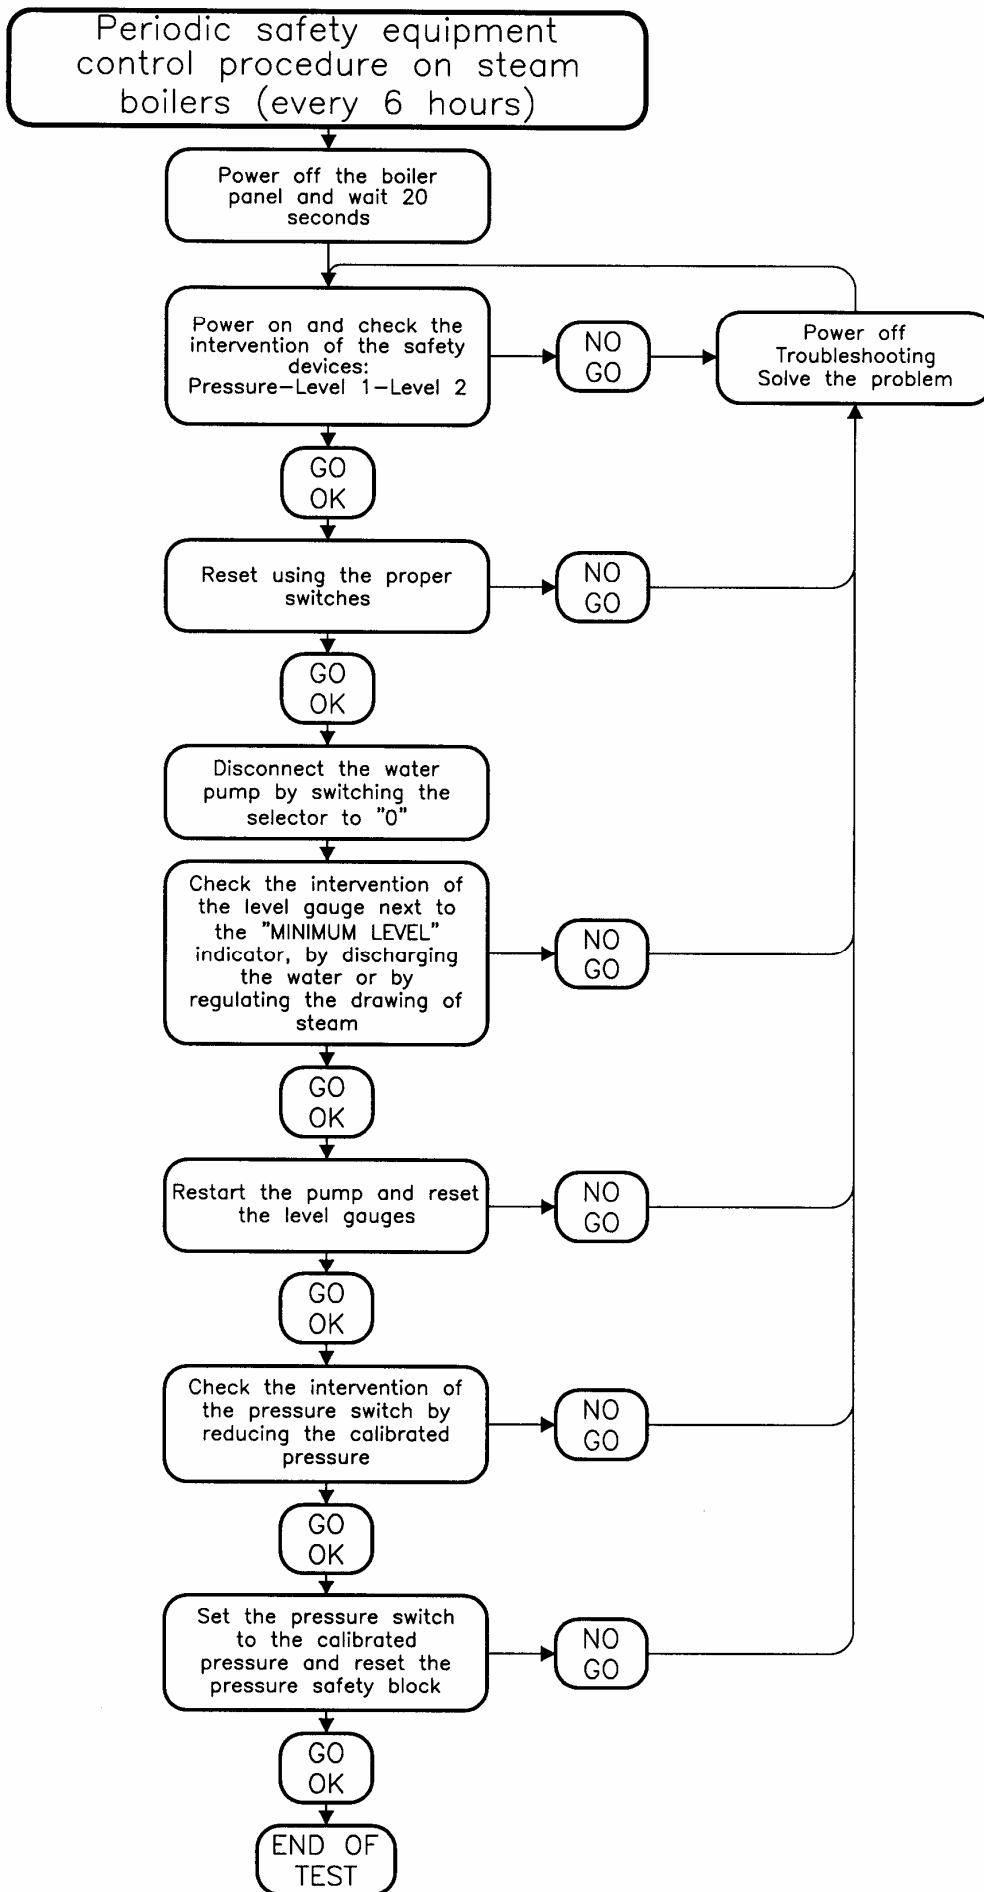 Periodic safety equipment
control procedure on steam
boilers (every 6 hours)
Power off the boiler
panel and wait 20
seconds
Power on and check the
intervention of the safety
devices:
Pressure-Level 1-Level 2
NO
GO
Power off
Troubleshooting
Solve the problem
GO
OK
Reset using the proper
switches
NO
GO
GO
OK
Disconnect the water
pump by switching the
selector to "0"
Check the intervention of
the level gauge next to
the "MINIMUM LEVEL"
indicator, by discharging
the water or by
regulating the drawing of
steam
NO
GO
GO
OK
Restart the pump and reset
the level gauges
NO
GO
GO
OK
Check the intervention of
the pressure switch by
reducing the calibrated
pressure
NO
GO
GO
OK
Set the pressure switch
to the calibrated
pressure and reset the
pressure safety block
NO
GO
GO
OK
END OF
TEST